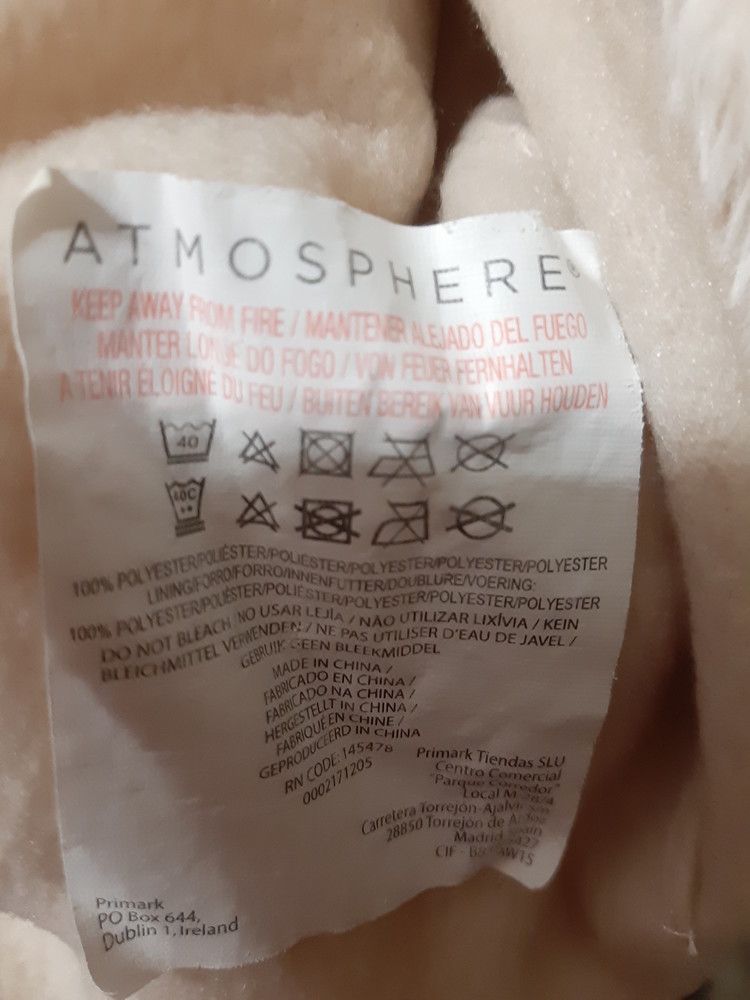 ATMOSPHERE®
KEEP AWAY FROM FIRE / MANTENER ALEJADO DEL FUEGO
MANTER LONGE DO FOGO / VON FEUER FERNHALTEN
A TENIR ÉLOIGNÉ DU FEU / BUITEN BEREIK VAN VUUR HOUDEN
40
40C
100% POLYESTER/POLIÉSTER/POLIESTER/POLYESTER/POLYESTER/POLYESTER
LINING/FORRO/FORRO/INNENFUTTER/DOUBLURE/VOERING:
100% POLYESTER/POLIÉSTER/POLIESTER/POLYESTER/POLYESTER/POLYESTER
DO NOT BLEACH / NO USAR LEJÍA / NÃO UTILIZAR LIXÍVIA / KEIN
BLEICHMITTEL VERWENDEN / NE PAS UTILISER D'EAU DE JAVEL /
GEBRUIK GEEN BLEEKMIDDEL
MADE IN CHINA /
FABRICADO EN CHINA /
FABRICADO NA CHINA /
HERGESTELLT IN CHINA /
FABRIQUÉ EN CHINE /
GEPRODUCEERD IN CHINA
RN CODE: 145478
0002171205
Primark Tiendas SLU
Centro Comercial
"Parque Corredor"
Local M
Carretera Torrejón-Ajalvir
28850 Torrejón de
Madrid
CIF -
Primark
PO Box 644,
Dublin 1, Ireland